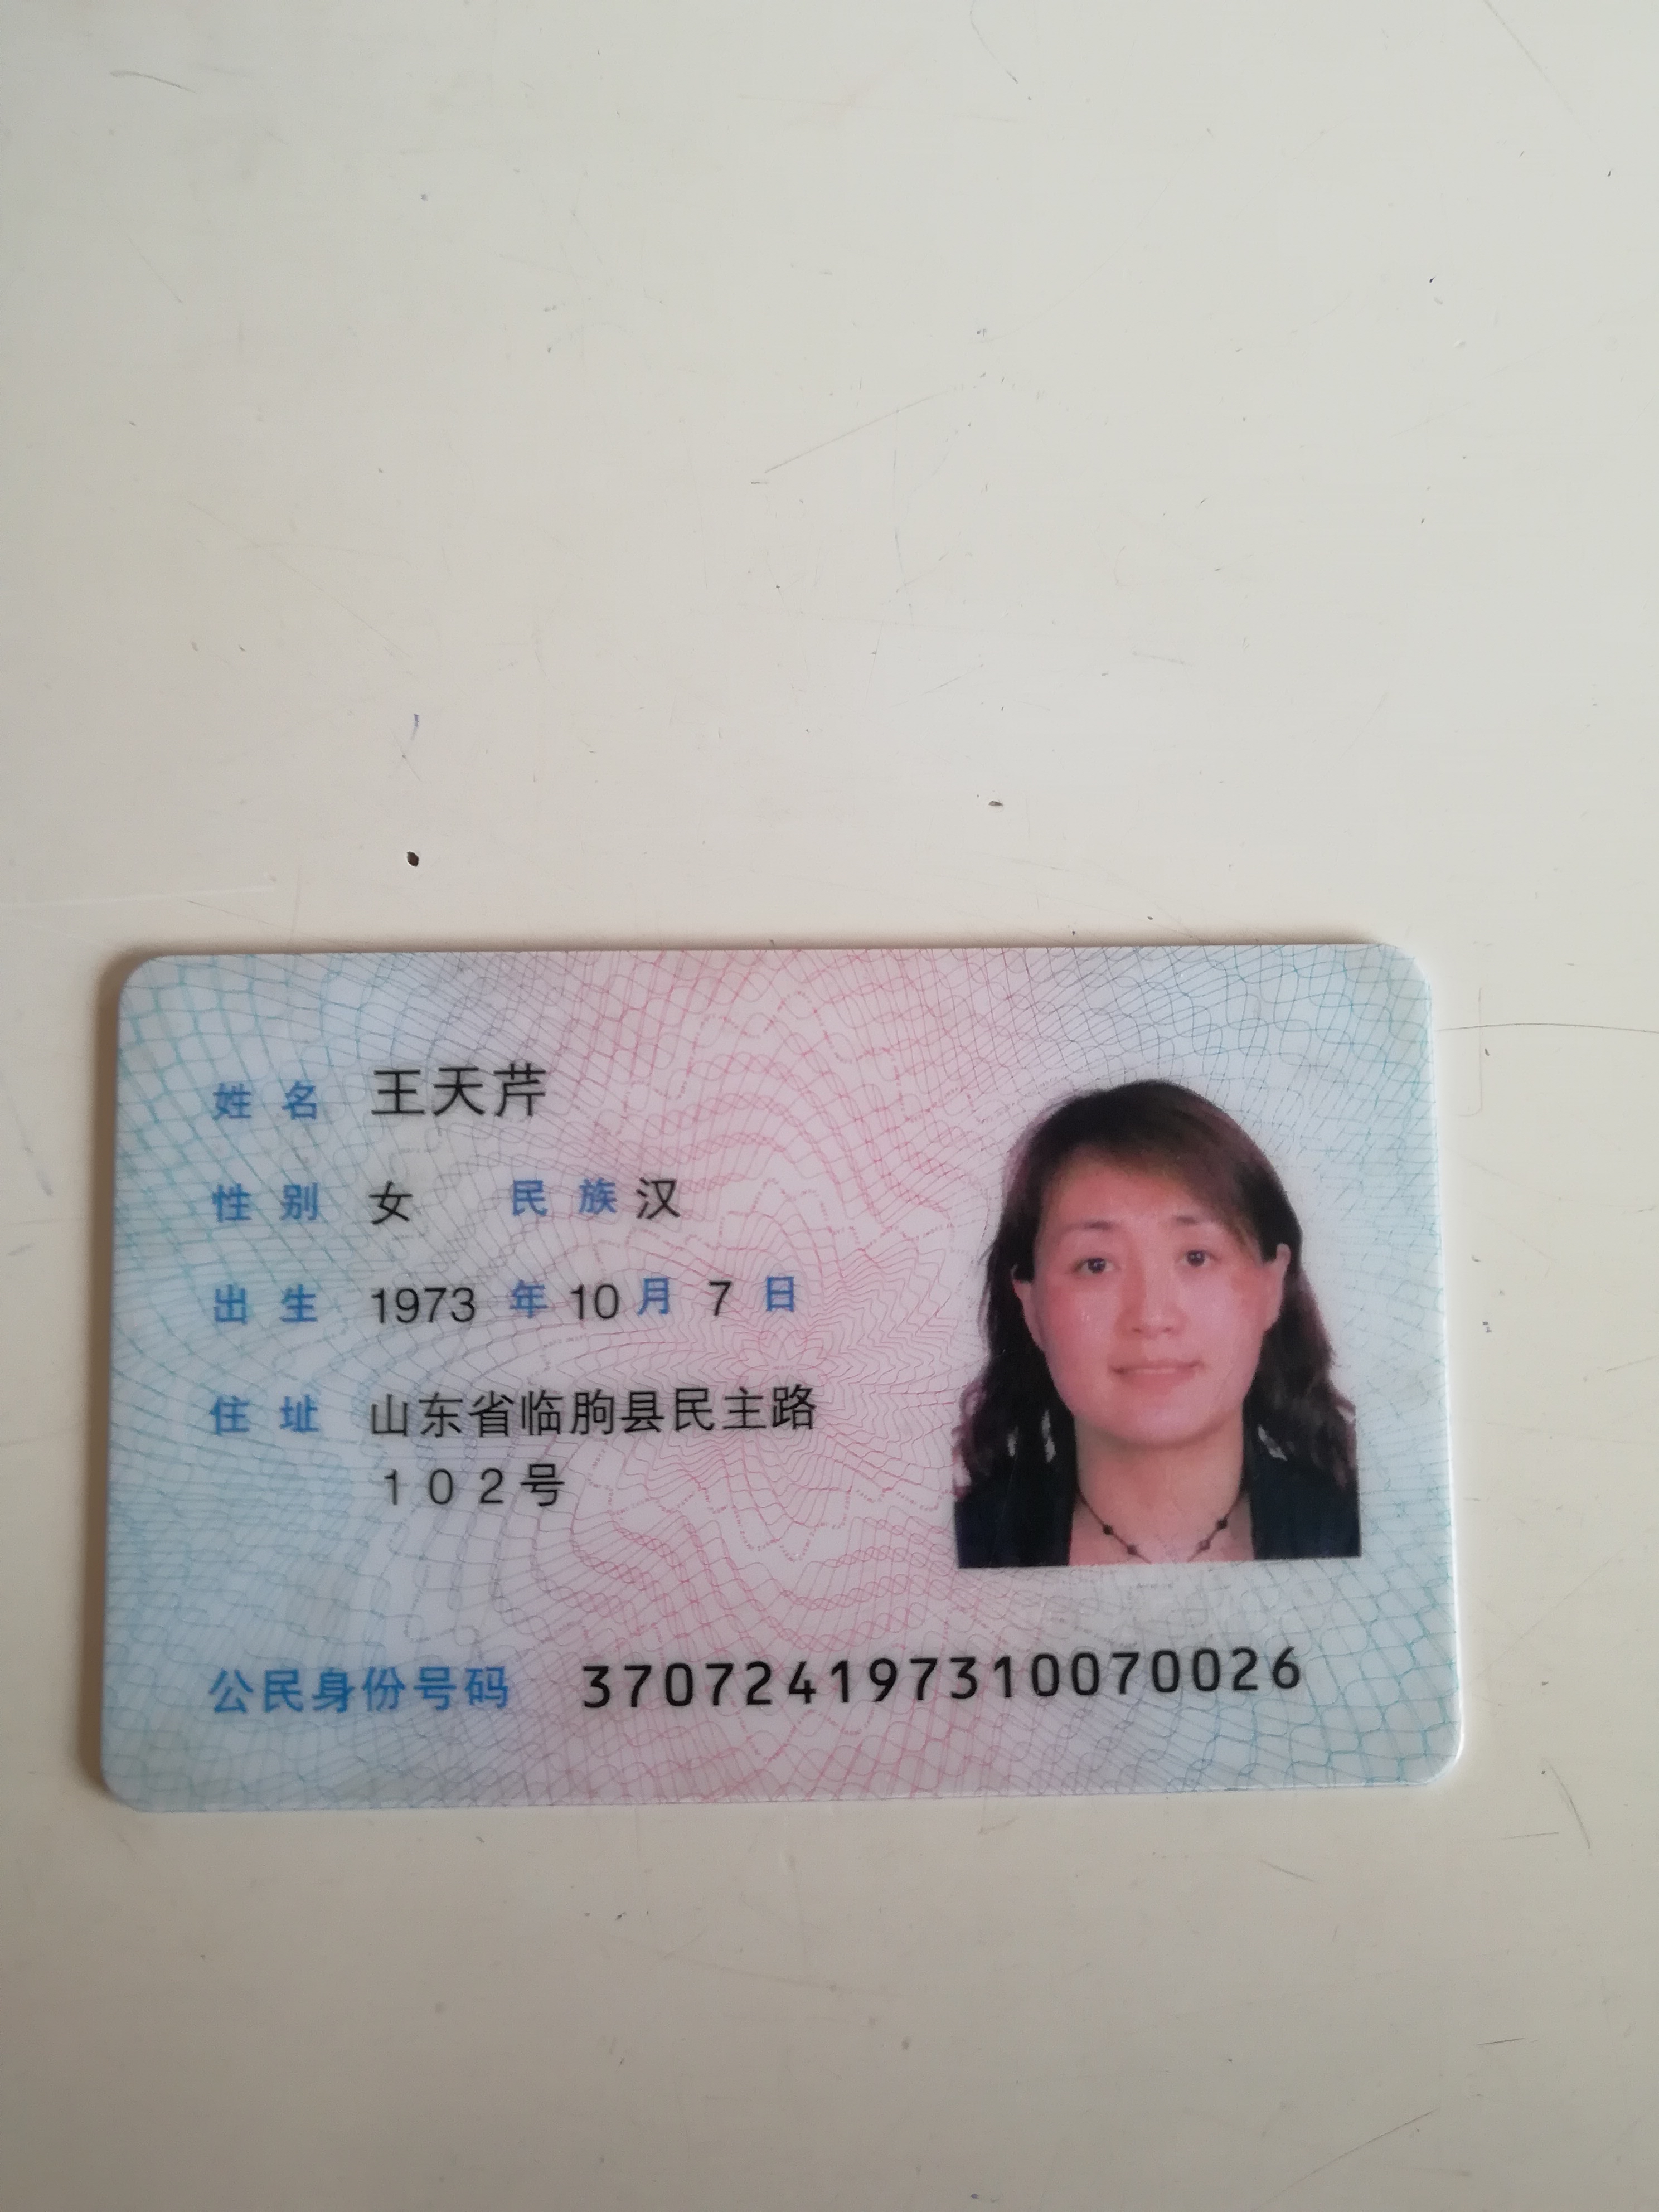 姓名 王天芹
性别 女 民族 汉
出生 1973 年 10 月 7 日
住址 山东省临朐县民主路
102号
公民身份号码 370724197310070026